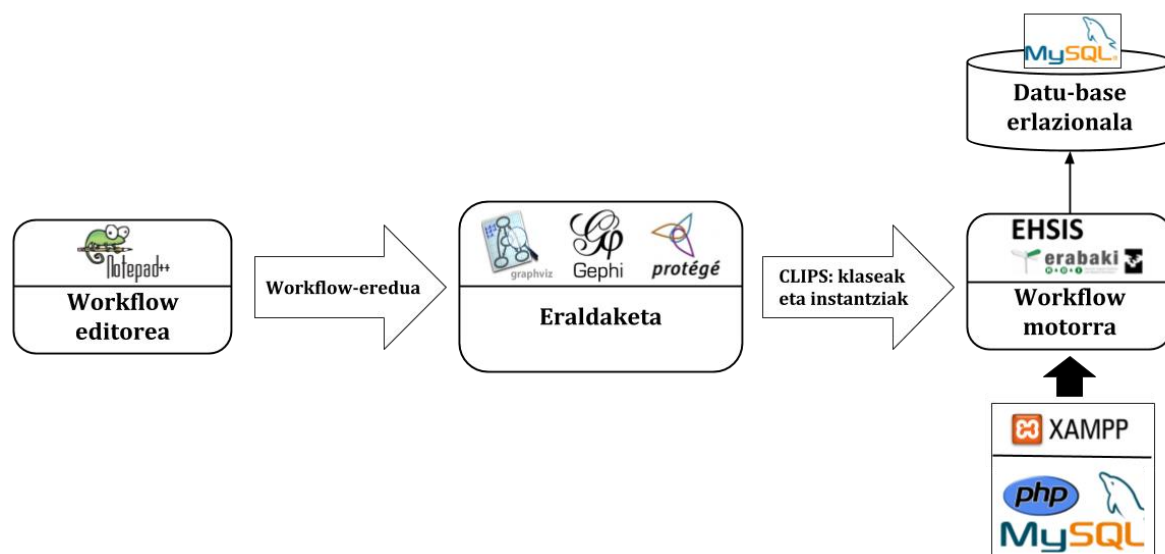 MySQL
Datu-base
erlazionala
Notepad++
Workflow
editorea
Workflow-eredua
graphviz
Gephi
protégé
Eraldaketa
CLIPS: klaseak
eta instantziak
EHSIS
erabaki
Workflow
motorra
XAMPP
php
MySQL